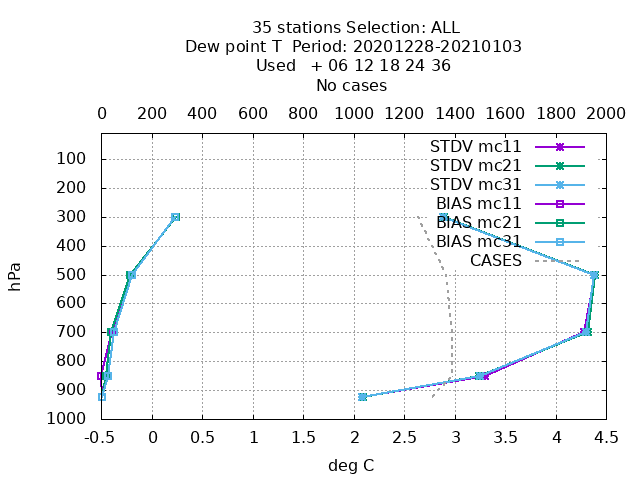 35 stations Selection: ALL
Dew point T  Period: 20201228-20210103
Used   + 06 12 18 24 36
No cases
0 200 400 600 800 1000 1200 1400 1600 1800 2000
STDV mc11
STDV mc21
STDV mc31
BIAS mc11
BIAS mc21
BIAS mc31
CASES
100
200
300
400
500
600
700
800
900
1000
hPa
-0.5 0 0.5 1 1.5 2 2.5 3 3.5 4 4.5
deg C